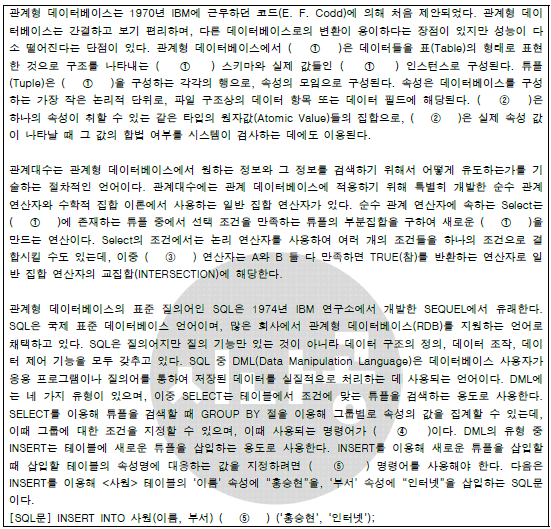 관계형 데이터베이스는 1970년 IBM에 근무하던 코드(E. F. Codd)에 의해 처음 제안되었다. 관계형 데이
터베이스는 간결하고 보기 편리하며, 다른 데이터베이스로의 변환이 용이하다는 장점이 있지만 성능이 다
소 떨어진다는 단점이 있다. 관계형 데이터베이스에서 ( ① )은 데이터들을 표(Table)의 형태로 표현
한 것으로 구조를 나타내는 ( ① ) 스키마와 실제 값들인 ( ① ) 인스턴스로 구성된다. 튜플
(Tuple)은 ( ① )을 구성하는 각각의 행으로, 속성의 모임으로 구성된다. 속성은 데이터베이스를 구성
하는 가장 작은 논리적 단위로, 파일 구조상의 데이터 항목 또는 데이터 필드에 해당된다. ( ② )은
하나의 속성이 취할 수 있는 같은 타입의 원자값(Atomic Value)들의 집합으로, ( ② )은 실제 속성 값
이 나타날 때 그 값의 합법 여부를 시스템이 검사하는 데에도 이용된다.
관계대수는 관계형 데이터베이스에서 원하는 정보와 그 정보를 검색하기 위해서 어떻게 유도하는가를 기
술하는 절차적인 언어이다. 관계대수에는 관계 데이터베이스에 적용하기 위해 특별히 개발한 순수 관계
연산자와 수학적 집합 이론에서 사용하는 일반 집합 연산자가 있다. 순수 관계 연산자에 속하는 Select는
( ① )에 존재하는 튜플 중에서 선택 조건을 만족하는 튜플의 부분집합을 구하여 새로운 ( ① )을
만드는 연산이다. Select의 조건에서는 논리 연산자를 사용하여 여러 개의 조건들을 하나의 조건으로 결
합시킬 수도 있는데, 이중 ( ③ ) 연산자는 A와 B 둘 다 만족하면 TRUE(참)를 반환하는 연산자로 일
반 집합 연산자의 교집합(INTERSECTION)에 해당한다.
관계형 데이터베이스의 표준 질의어인 SQL은 1974년 IBM 연구소에서 개발한 SEQUEL에서 유래한다.
SQL은 국제 표준 데이터베이스 언어이며, 많은 회사에서 관계형 데이터베이스(RDB)를 지원하는 언어로
채택하고 있다. SQL은 질의어지만 질의 기능만 있는 것이 아니라 데이터 구조의 정의, 데이터 조작, 데이
터 제어 기능을 모두 갖추고 있다. SQL 중 DML(Data Manipulation Language)은 데이터베이스 사용자가
응용 프로그램이나 질의어를 통하여 저장된 데이터를 실질적으로 처리하는 데 사용되는 언어이다. DML에
는 네 가지 유형이 있으며, 이중 SELECT는 테이블에서 조건에 맞는 튜플을 검색하는 용도로 사용한다.
SELECT를 이용해 튜플을 검색할 때 GROUP BY 절을 이용해 그룹별로 속성의 값을 집계할 수 있는데,
이때 그룹에 대한 조건을 지정할 수 있으며, 이때 사용되는 명령어가 ( ④ )이다. DML의 유형 중
INSERT는 테이블에 새로운 튜플을 삽입하는 용도로 사용한다. INSERT를 이용해 새로운 튜플을 삽입할
때 삽입할 테이블의 속성명에 대응하는 값을 지정하려면 ( ⑤ ) 명령어를 사용해야 한다. 다음은
INSERT를 이용해 <사원> 테이블의 '이름' 속성에 "홍승현"을, '부서' 속성에 "인터넷"을 삽입하는 SQL문
이다.
[SQL문] INSERT INTO 사원(이름, 부서) ( ⑤ ) ('홍승현', '인터넷');